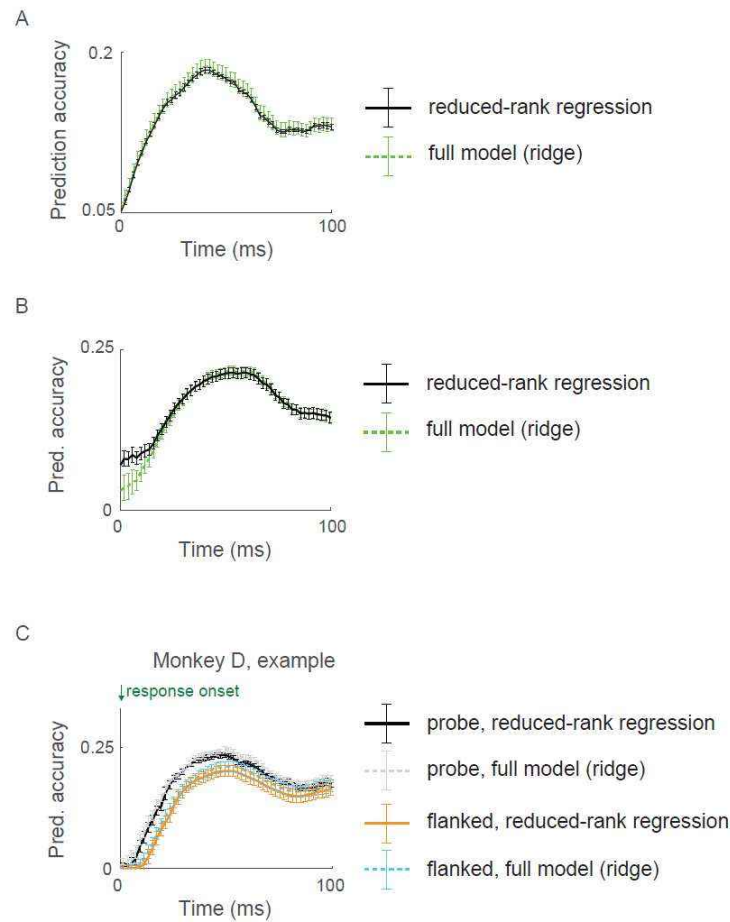 A
0.2
Prediction accuracy
0.05
100
Time (ms)
reduced-rank regression
full model (ridge)
B
0.25
Pred. accuracy
0
0
100
Time (ms)
reduced-rank regression
full model (ridge)
C
Monkey D, example
response onset
0.25
Pred. accuracy
0
0
100
Time (ms)
probe, reduced-rank regression
probe, full model (ridge)
flanked, reduced-rank regression
flanked, full model (ridge)